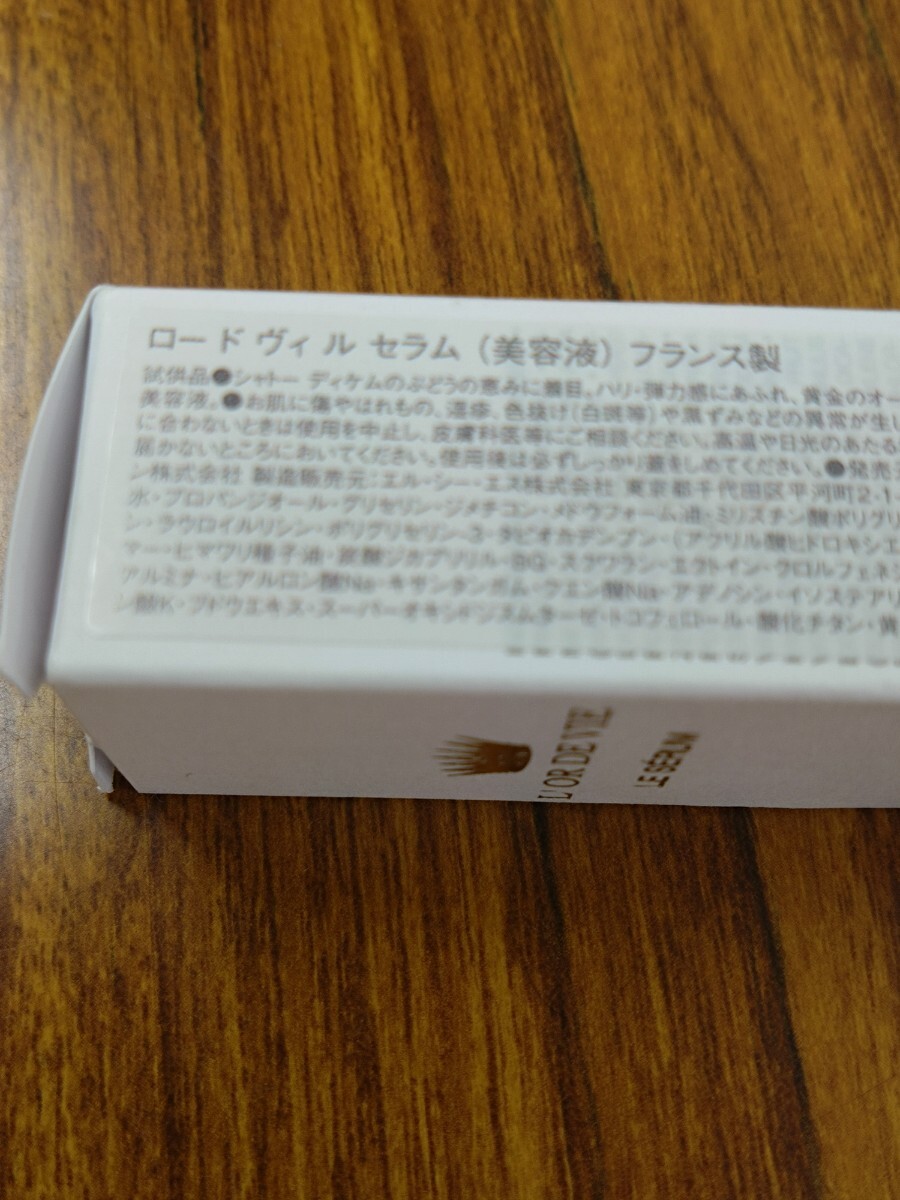 ロード ヴィ ル セラム (美容液) フランス製
試供品●シャトー ディケムのぶどうの恵みに着目。ハリ・弾力感にあふれ、黄金のオー
美容液。●お肌に傷やはれもの、湿疹、色抜け(白斑等)や黒ずみなどの異常が生じ
に合わないときは使用を中止し、皮膚科医等にご相談ください。高温や日光のあたる
届かないところにおいてください。使用後は必ずしっかり蓋をしめてください。●発売元
ン株式会社 製造販売元:エル・シー・エス株式会社 東京都千代田区平河町2-1-
水・プロパンジオール・グリセリン・ジメチコン・メドウフォーム油・ミリスチン酸ポリグリ
ン・ラウロイルリシン・ポリグリセリン-3・タピオカデンプン・(アクリル酸ヒドロキシエ
マー・ヒマワリ種子油・炭酸ジカプリリル・BG・スクワラン・エクトイン・クロルフェネシ
アルミナ・ヒアルロン酸Na・キサンタンガム・クエン酸Na・アデノシン・イソステアリ
ン酸K・ブドウエキス・スーパーオキシドジスムターゼ・トコフェロール・酸化チタン・黄
L'OR DE VIE
LE SÉRUM